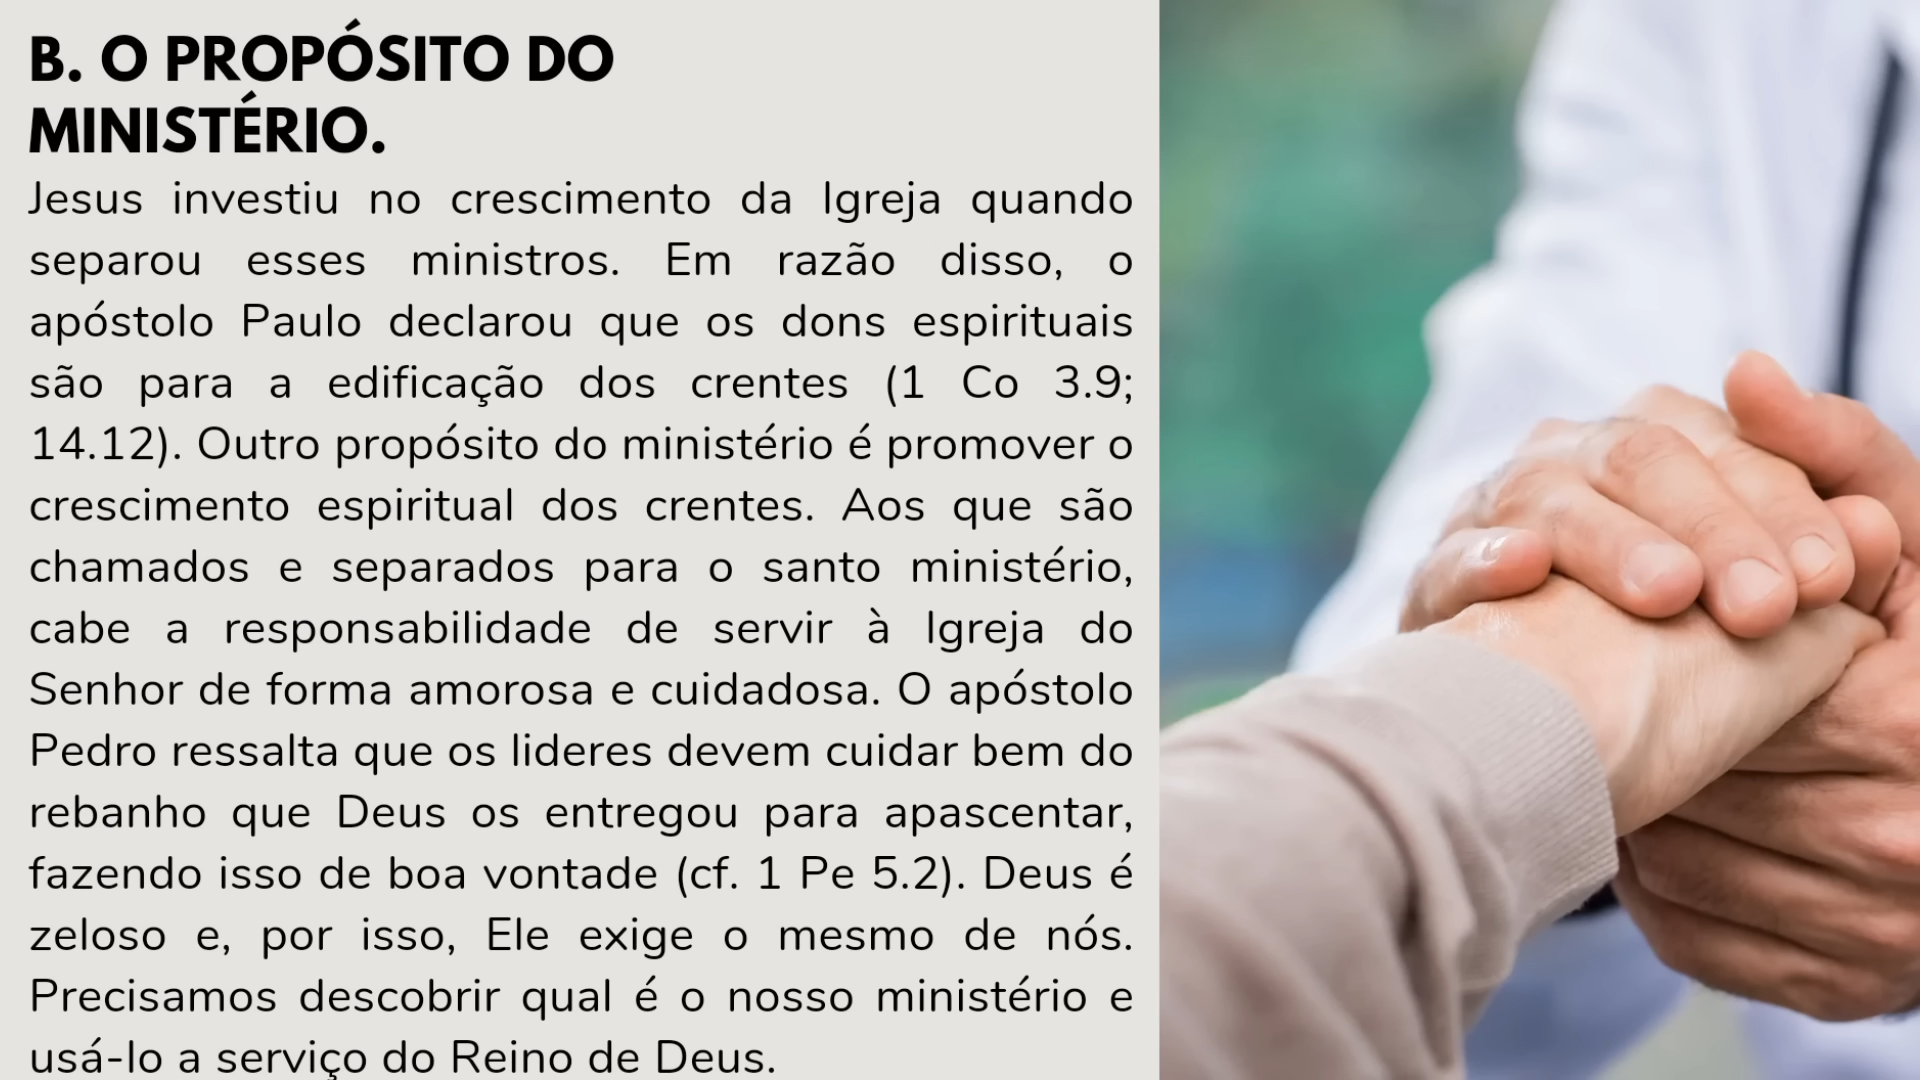 B. O PROPÓSITO DO
MINISTÉRIO.
Jesus investiu no crescimento da Igreja quando
separou esses ministros. Em razão disso, o
apóstolo Paulo declarou que os dons espirituais
são para a edificação dos crentes (1 Co 3.9;
14.12). Outro propósito do ministério é promover o
crescimento espiritual dos crentes. Aos que são
chamados e separados para o santo ministério,
cabe a responsabilidade de servir à Igreja do
Senhor de forma amorosa e cuidadosa. O apóstolo
Pedro ressalta que os lideres devem cuidar bem do
rebanho que Deus os entregou para apascentar,
fazendo isso de boa vontade (cf. 1 Pe 5.2). Deus é
zeloso e, por isso, Ele exige o mesmo de nós.
Precisamos descobrir qual é o nosso ministério e
usá-lo a serviço do Reino de Deus.